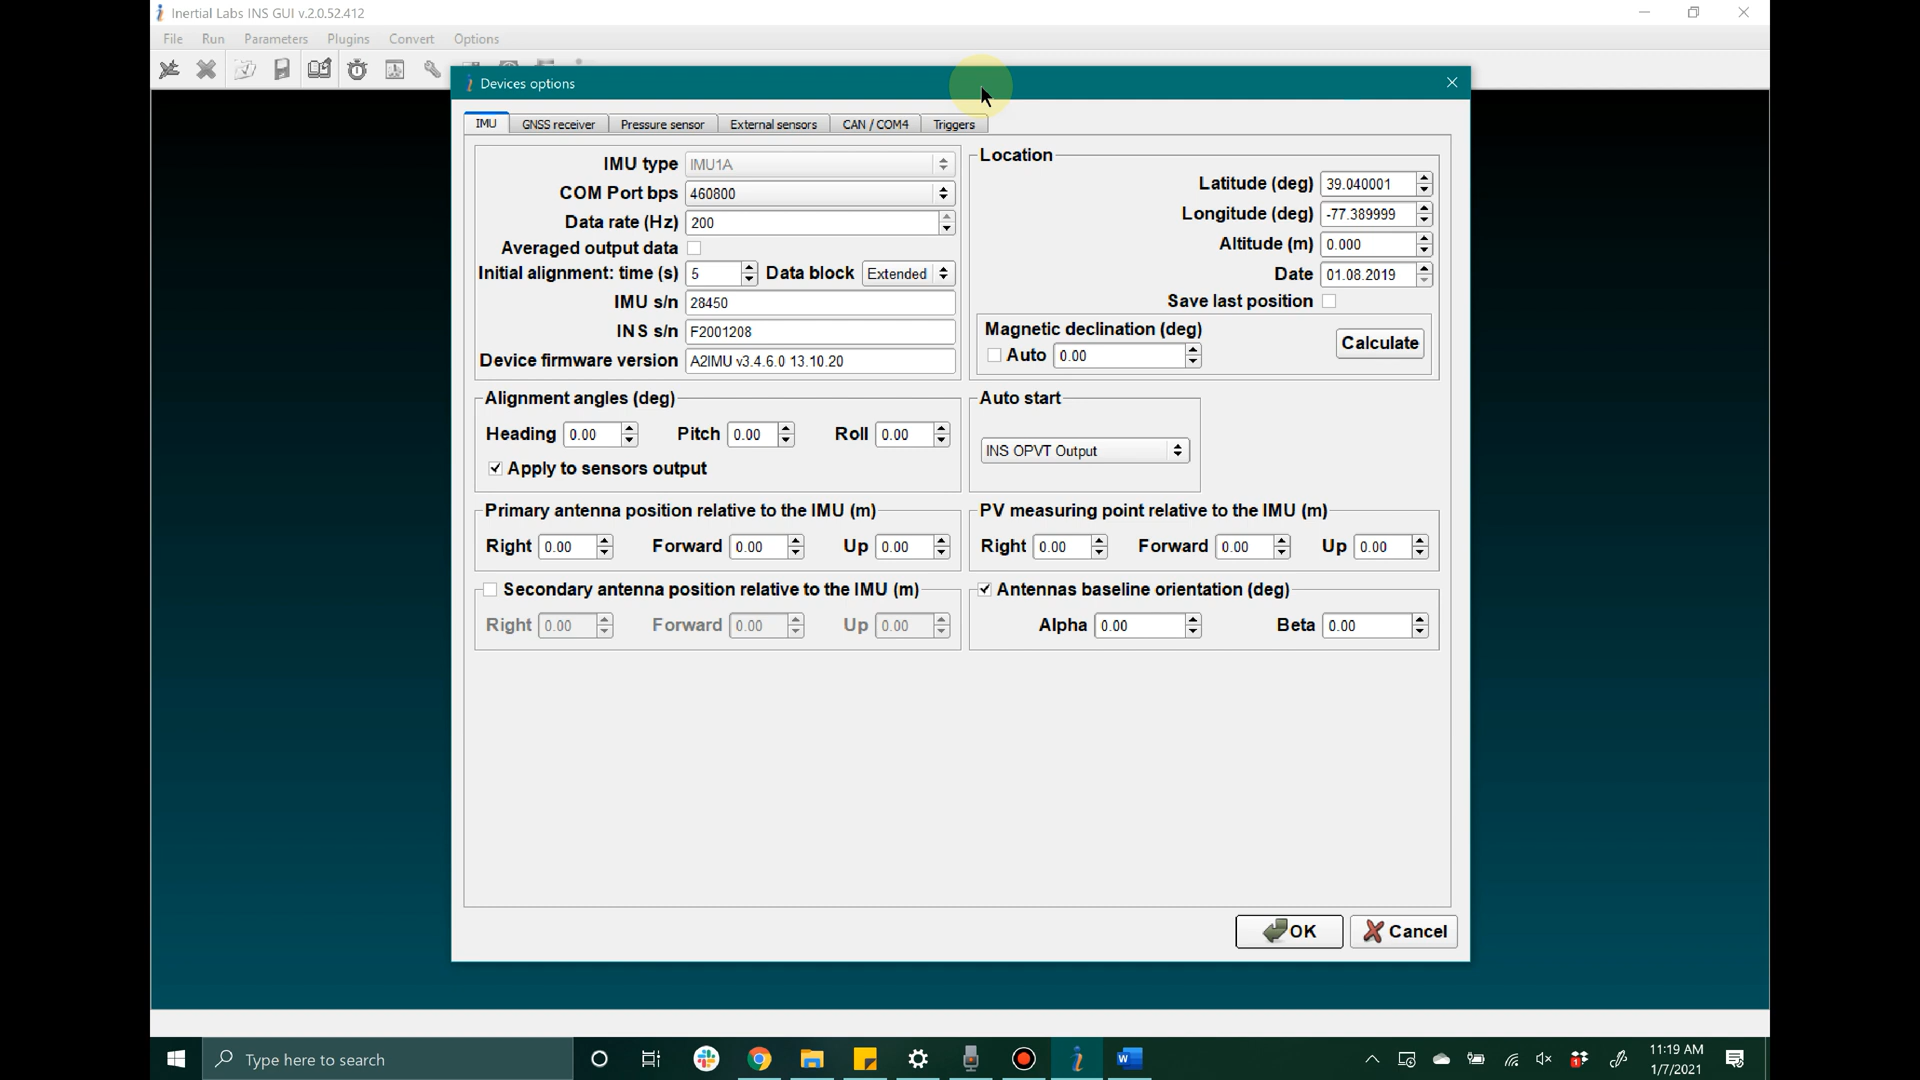 Inertial Labs INS GUI v.2.0.52.412
File Run Parameters Plugins Convert Options
Devices options
IMU GNSS receiver Pressure sensor External sensors CAN / COM4 Triggers
IMU type IMU1A
COM Port bps 460800
Data rate (Hz) 200
Averaged output data
Initial alignment: time (s) 5 Data block Extended
IMU s/n 28450
INS s/n F2001208
Device firmware version A2IMU v3.4.6.0 13.10.20
Location
Latitude (deg) 39.040001
Longitude (deg) -77.389999
Altitude (m) 0.000
Date 01.08.2019
Save last position
Magnetic declination (deg)
Auto 0.00
Calculate
Alignment angles (deg)
Heading 0.00 Pitch 0.00 Roll 0.00
Apply to sensors output
Auto start
INS OPVT Output
Primary antenna position relative to the IMU (m)
Right 0.00 Forward 0.00 Up 0.00
PV measuring point relative to the IMU (m)
Right 0.00 Forward 0.00 Up 0.00
Secondary antenna position relative to the IMU (m)
Right 0.00 Forward 0.00 Up 0.00
Antennas baseline orientation (deg)
Alpha 0.00 Beta 0.00
OK Cancel
Type here to search
11:19 AM
1/7/2021